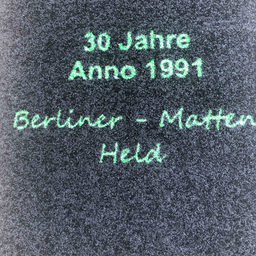 30 Jahre
Anno 1991
Berliner - Matten
Held